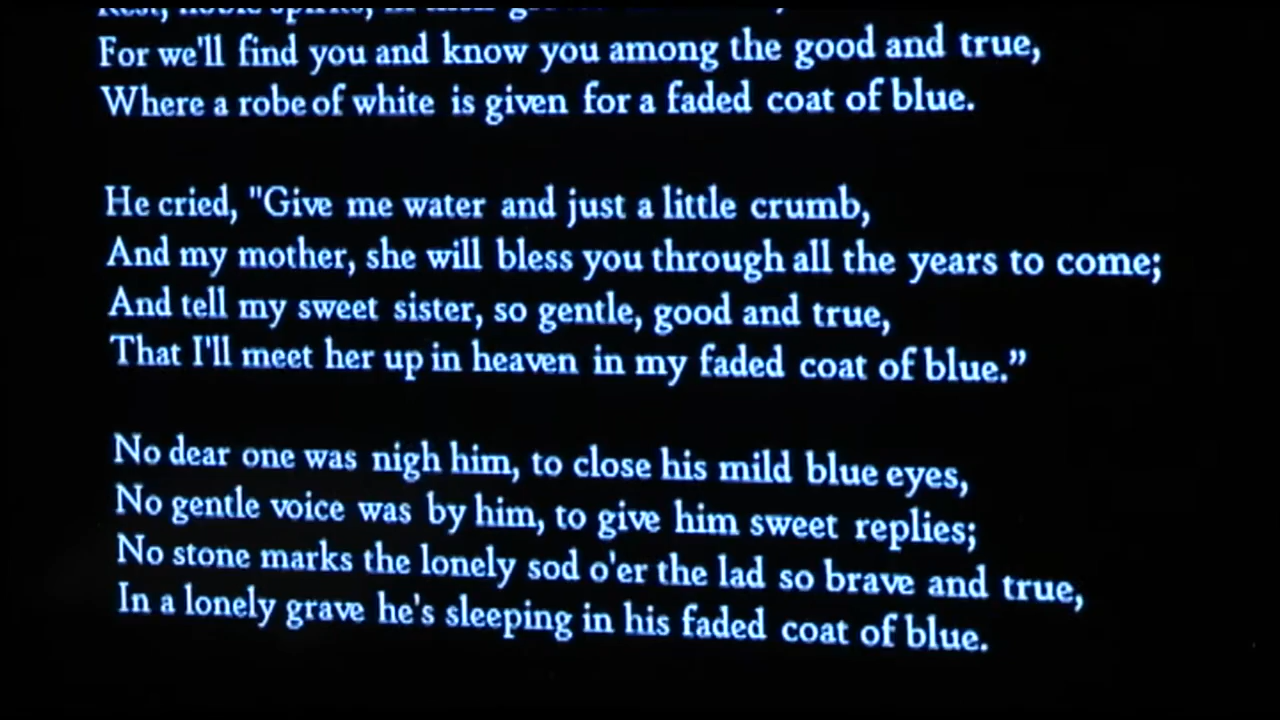 For we'll find you and know you among the good and true,
Where a robe of white is given for a faded coat of blue.
He cried, "Give me water and just a little crumb,
And my mother, she will bless you through all the years to come;
And tell my sweet sister, so gentle, good and true,
That I'll meet her up in heaven in my faded coat of blue.”
No dear one was nigh him, to close his mild blue eyes,
No gentle voice was by him, to give him sweet replies;
No stone marks the lonely sod o'er the lad so brave and true,
In a lonely grave he's sleeping in his faded coat of blue.